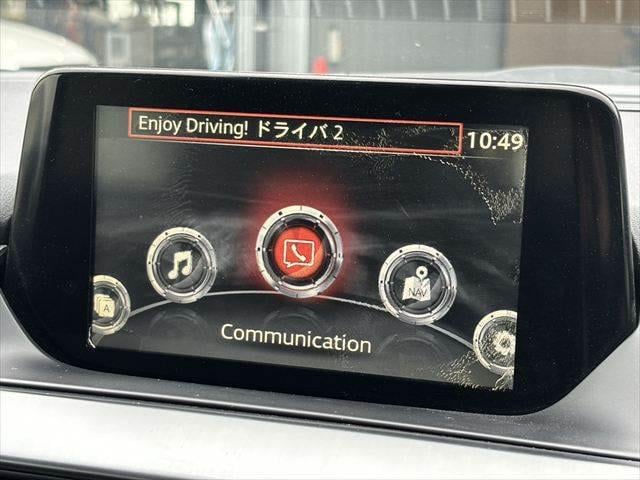 Enjoy Driving! ドライバ 2
10:49
A
NAV
Communication